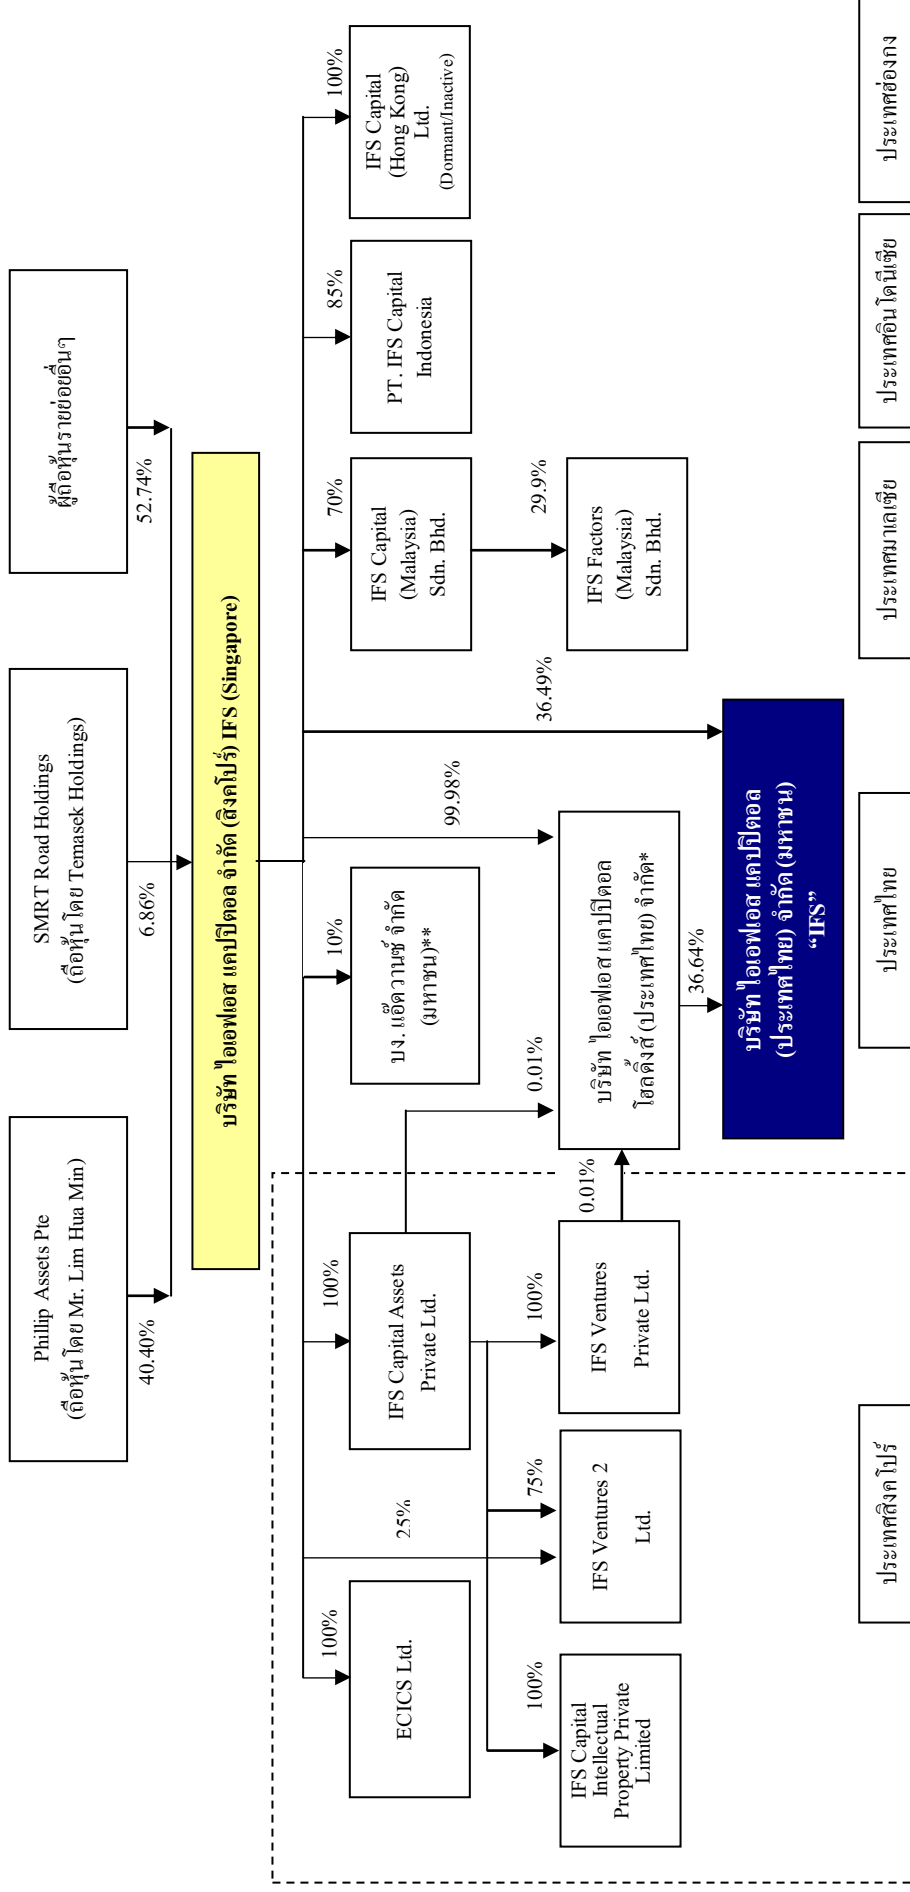 Phillip Assets Pte
(ถือหุ้นโดย Mr. Lim Hua Min)
SMRT Road Holdings
(ถือหุ้นโดย Temasek Holdings)
ผู้ถือหุ้นรายย่อยอื่นๆ
40.40%
6.86%
52.74%
บริษัท ไอเอฟเอส แคปปิตอล จำกัด (สิงคโปร์) IFS (Singapore)
100%
25%
100%
10%
99.98%
36.49%
70%
85%
100%
ECICS Ltd.
IFS Capital Assets
Private Ltd.
บง. แอ๊ดวานซ์ จำกัด
(มหาชน)**
IFS Capital
(Malaysia)
Sdn. Bhd.
PT. IFS Capital
Indonesia
IFS Capital
(Hong Kong)
Ltd.
(Dormant/Inactive)
100%
75%
100%
0.01%
0.01%
29.9%
IFS Capital
Intellectual
Property Private
Limited
IFS Ventures 2
Ltd.
IFS Ventures
Private Ltd.
บริษัท ไอเอฟเอส แคปปิตอล
โฮลดิ้งส์ (ประเทศไทย) จำกัด*
IFS Factors
(Malaysia)
Sdn. Bhd.
36.64%
บริษัท ไอเอฟเอส แคปปิตอล
(ประเทศไทย) จำกัด (มหาชน)
“IFS”
ประเทศสิงคโปร์
ประเทศไทย
ประเทศมาเลเซีย
ประเทศอินโดนีเซีย
ประเทศฮ่องกง